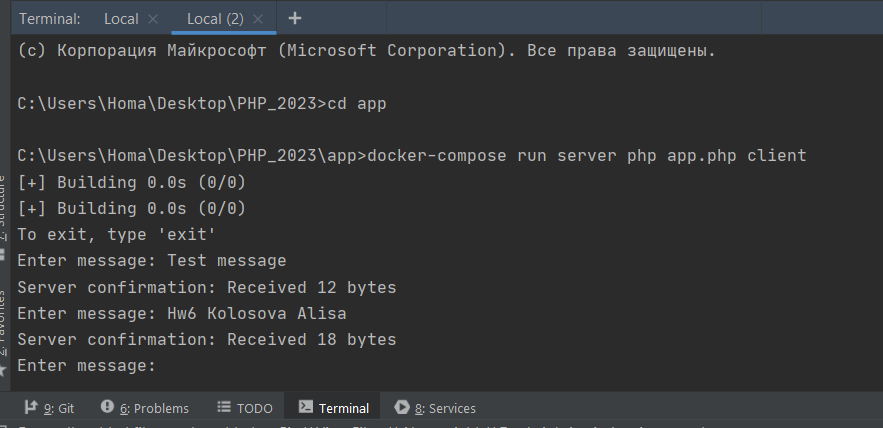 Terminal: Local × Local (2) × +
(c) Корпорация Майкрософт (Microsoft Corporation). Все права защищены.
C:\Users\Homa\Desktop\PHP_2023>cd app
C:\Users\Homa\Desktop\PHP_2023\app>docker-compose run server php app.php client
[+] Building 0.0s (0/0)
[+] Building 0.0s (0/0)
To exit, type 'exit'
Enter message: Test message
Server confirmation: Received 12 bytes
Enter message: Hw6 Kolosova Alisa
Server confirmation: Received 18 bytes
Enter message:
Z: Structure
2: Favorites
9: Git 6: Problems TODO Terminal 8: Services